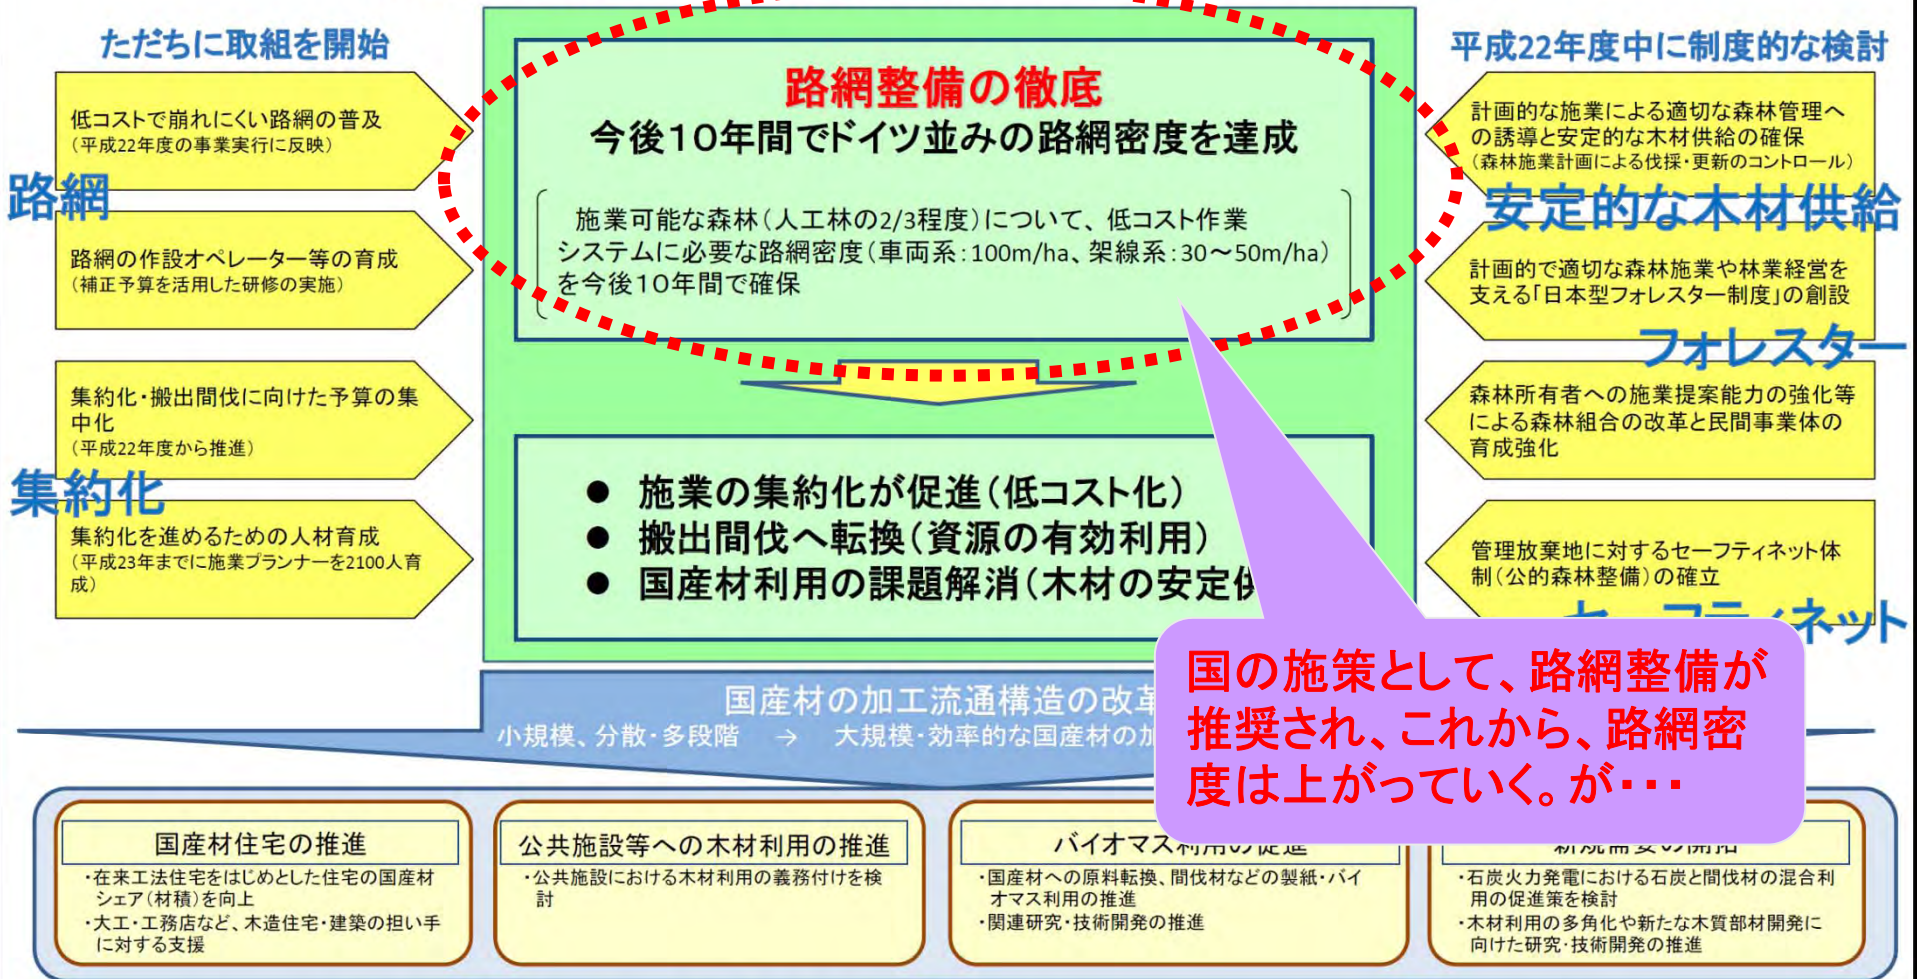 ただちに取組を開始
低コストで崩れにくい路網の普及
(平成22年度の事業実行に反映)
路網
路網の作設オペレーター等の育成
(補正予算を活用した研修の実施)
集約化・搬出間伐に向けた予算の集
中化
(平成22年度から推進)
集約化
集約化を進めるための人材育成
(平成23年までに施業プランナーを2100人育
成)
路網整備の徹底
今後10年間でドイツ並みの路網密度を達成
施業可能な森林(人工林の2/3程度)について、低コスト作業
システムに必要な路網密度(車両系:100m/ha、架線系:30～50m/ha)
を今後10年間で確保
● 施業の集約化が促進(低コスト化)
● 搬出間伐へ転換(資源の有効利用)
● 国産材利用の課題解消(木材の安定供
平成22年度中に制度的な検討
計画的な施業による適切な森林管理へ
の誘導と安定的な木材供給の確保
(森林施業計画による伐採・更新のコントロール)
安定的な木材供給
計画的で適切な森林施業や林業経営を
支える「日本型フォレスター制度」の創設
フォレスター
森林所有者への施業提案能力の強化等
による森林組合の改革と民間事業体の
育成強化
管理放棄地に対するセーフティネット体
制(公的森林整備)の確立
セーフティネット
国の施策として、路網整備が
推奨され、これから、路網密
度は上がっていく。が・・・
国産材の加工流通構造の改革
小規模、分散・多段階 → 大規模・効率的な国産材の加
国産材住宅の推進
・在来工法住宅をはじめとした住宅の国産材
シェア(材積)を向上
・大工・工務店など、木造住宅・建築の担い手
に対する支援
公共施設等への木材利用の推進
・公共施設における木材利用の義務付けを検
討
バイオマス利用の促進
・国産材への原料転換、間伐材などの製紙・バイ
オマス利用の推進
・関連研究・技術開発の推進
新規需要の開拓
・石炭火力発電における石炭と間伐材の混合利
用の促進策を検討
・木材利用の多角化や新たな木質部材開発に
向けた研究・技術開発の推進